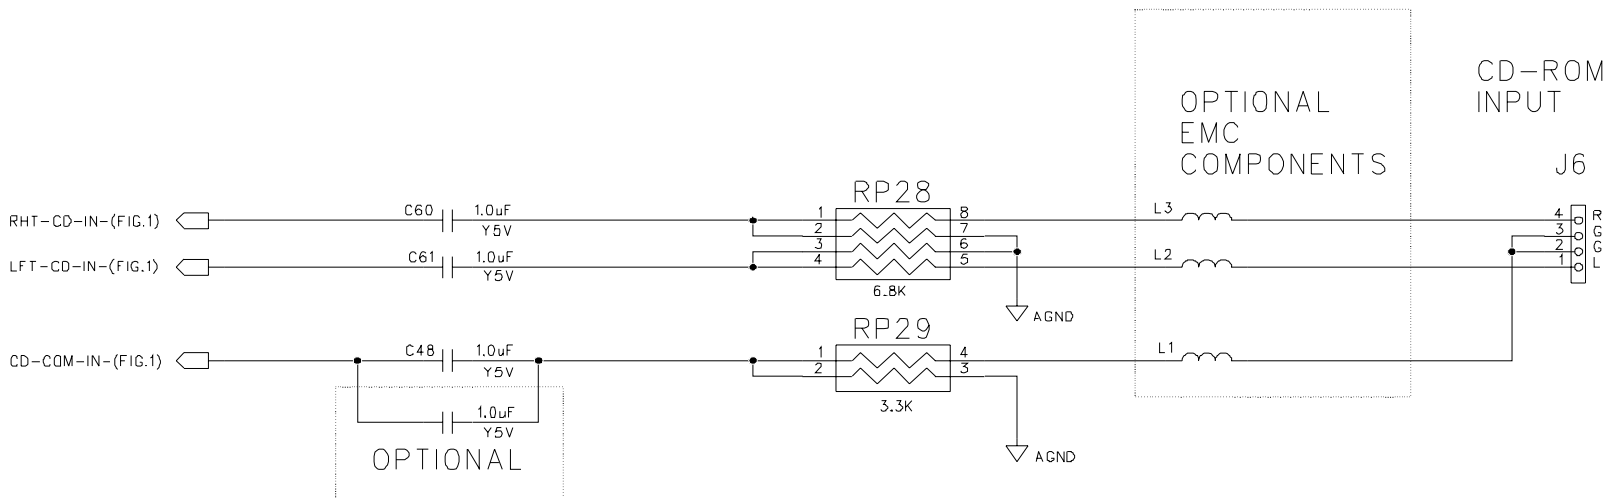 CD-ROM
INPUT
OPTIONAL
EMC
COMPONENTS
J6
RP28
RHT-CD-IN-(FIG.1)
C60
1.0uF
Y5V
1
2
3
4
8
7
6
5
L3
4
3
2
1
R
G
G
L
LFT-CD-IN-(FIG.1)
C61
1.0uF
Y5V
L2
6.8K
AGND
RP29
CD-COM-IN-(FIG.1)
C48
1.0uF
Y5V
1
2
4
3
L1
3.3K
1.0uF
Y5V
OPTIONAL
AGND